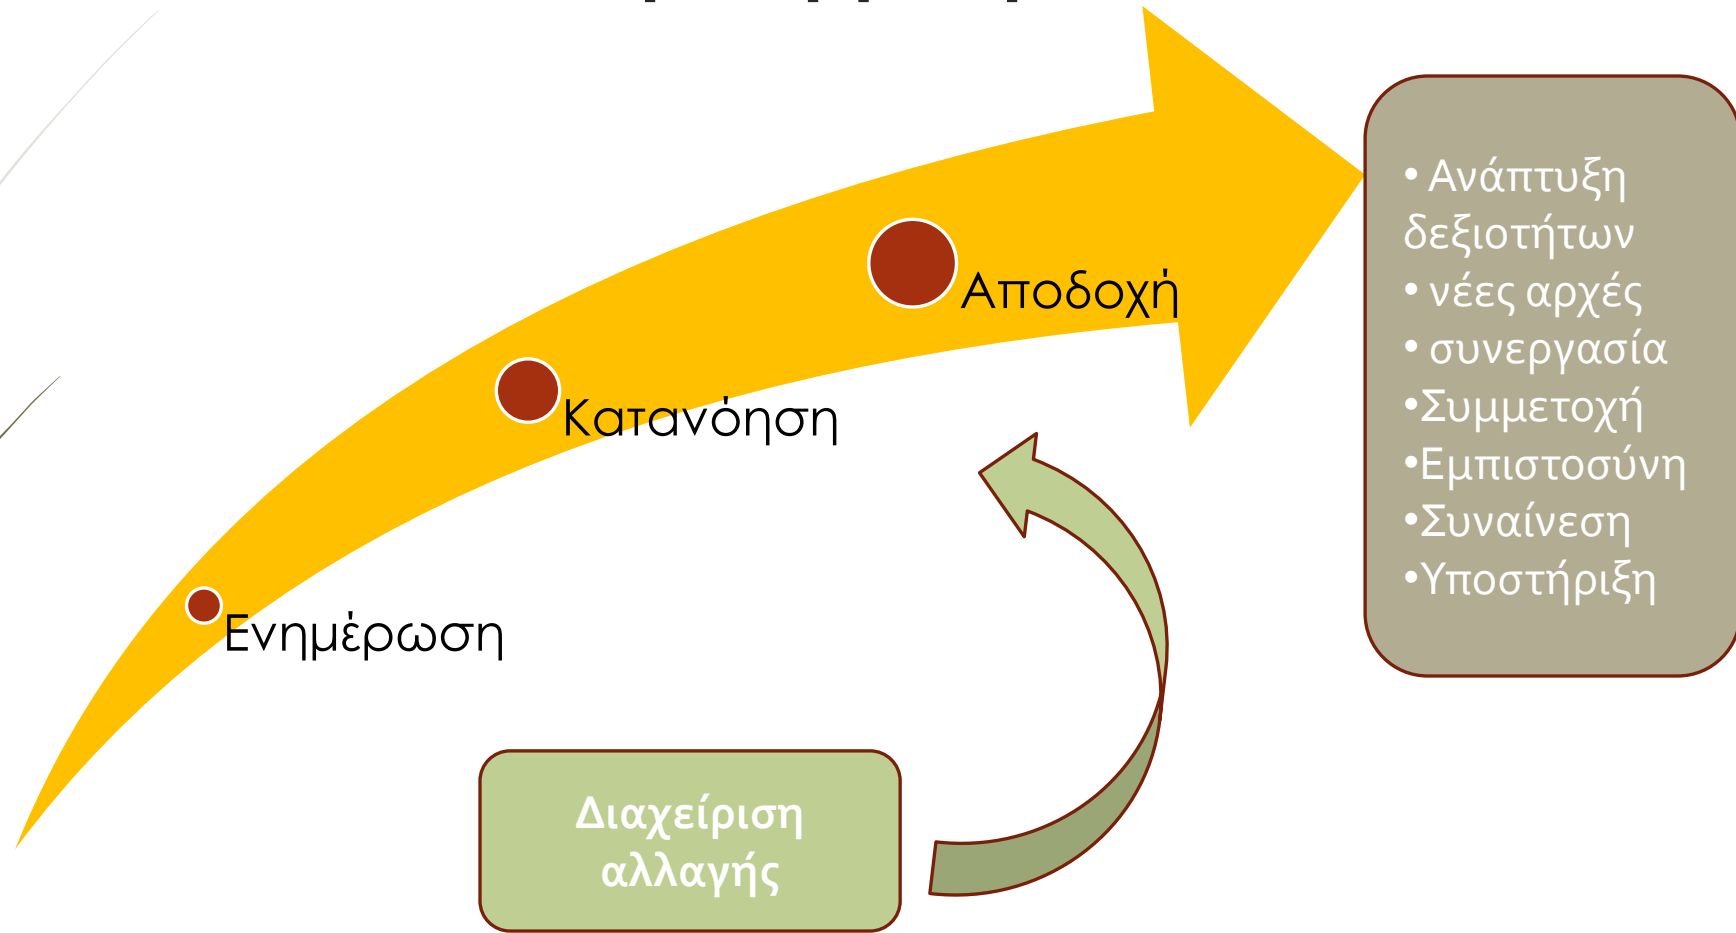 Αποδοχή
Κατανόηση
Ενημέρωση
Διαχείριση
αλλαγής
• Ανάπτυξη
δεξιοτήτων
• νέες αρχές
• συνεργασία
•Συμμετοχή
•Εμπιστοσύνη
•Συναίνεση
•Υποστήριξη